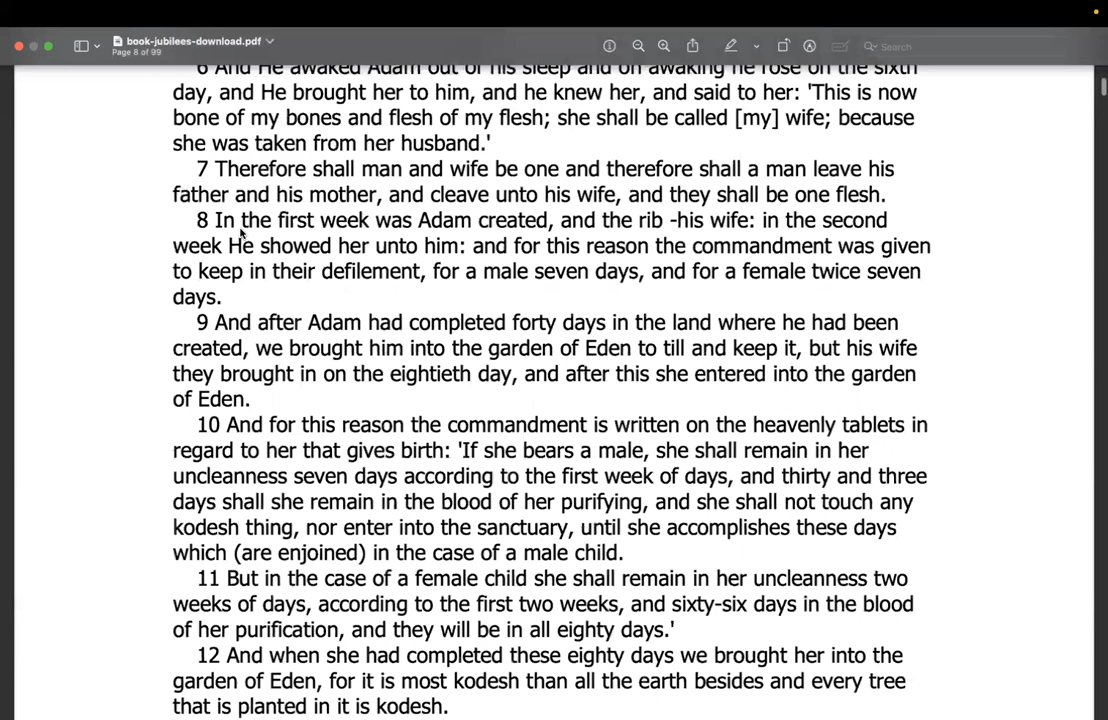 book-jubilees-download.pdf
Page 8 of 99
Search
6 And He awaked Adam out of his sleep and on awaking he rose on the sixth
day, and He brought her to him, and he knew her, and said to her: 'This is now
bone of my bones and flesh of my flesh; she shall be called [my] wife; because
she was taken from her husband.'
7 Therefore shall man and wife be one and therefore shall a man leave his
father and his mother, and cleave unto his wife, and they shall be one flesh.
8 In the first week was Adam created, and the rib -his wife: in the second
week He showed her unto him: and for this reason the commandment was given
to keep in their defilement, for a male seven days, and for a female twice seven
days.
9 And after Adam had completed forty days in the land where he had been
created, we brought him into the garden of Eden to till and keep it, but his wife
they brought in on the eightieth day, and after this she entered into the garden
of Eden.
10 And for this reason the commandment is written on the heavenly tablets in
regard to her that gives birth: 'If she bears a male, she shall remain in her
uncleanness seven days according to the first week of days, and thirty and three
days shall she remain in the blood of her purifying, and she shall not touch any
kodesh thing, nor enter into the sanctuary, until she accomplishes these days
which (are enjoined) in the case of a male child.
11 But in the case of a female child she shall remain in her uncleanness two
weeks of days, according to the first two weeks, and sixty-six days in the blood
of her purification, and they will be in all eighty days.'
12 And when she had completed these eighty days we brought her into the
garden of Eden, for it is most kodesh than all the earth besides and every tree
that is planted in it is kodesh.